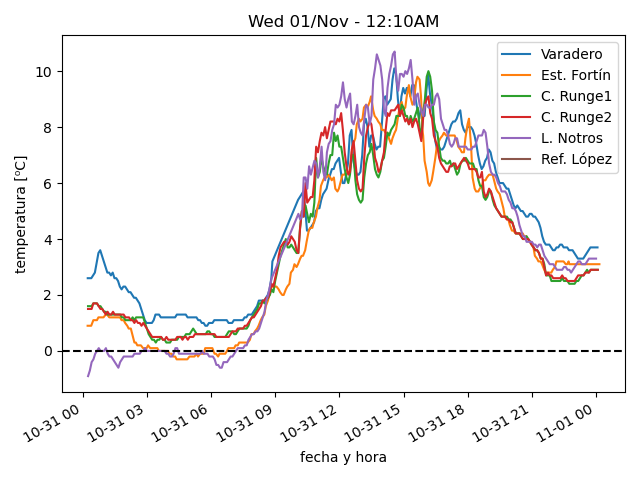 Wed 01/Nov - 12:10AM
temperatura [ºC]
10
8
6
4
2
0
Varadero
Est. Fortín
C. Runge1
C. Runge2
L. Notros
Ref. López
10-31 00
10-31 03
10-31 06
10-31 09
10-31 12
10-31 15
10-31 18
10-31 21
11-01 00
fecha y hora